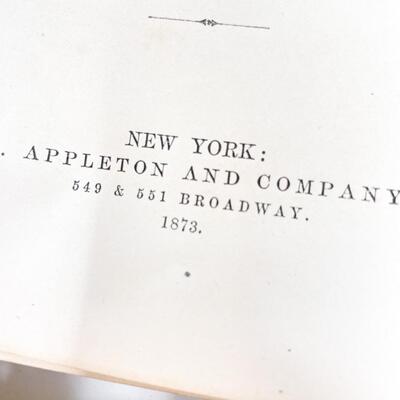 NEW YORK:
. APPLETON AND COMPANY
549 & 551 BROADWAY.
1873.